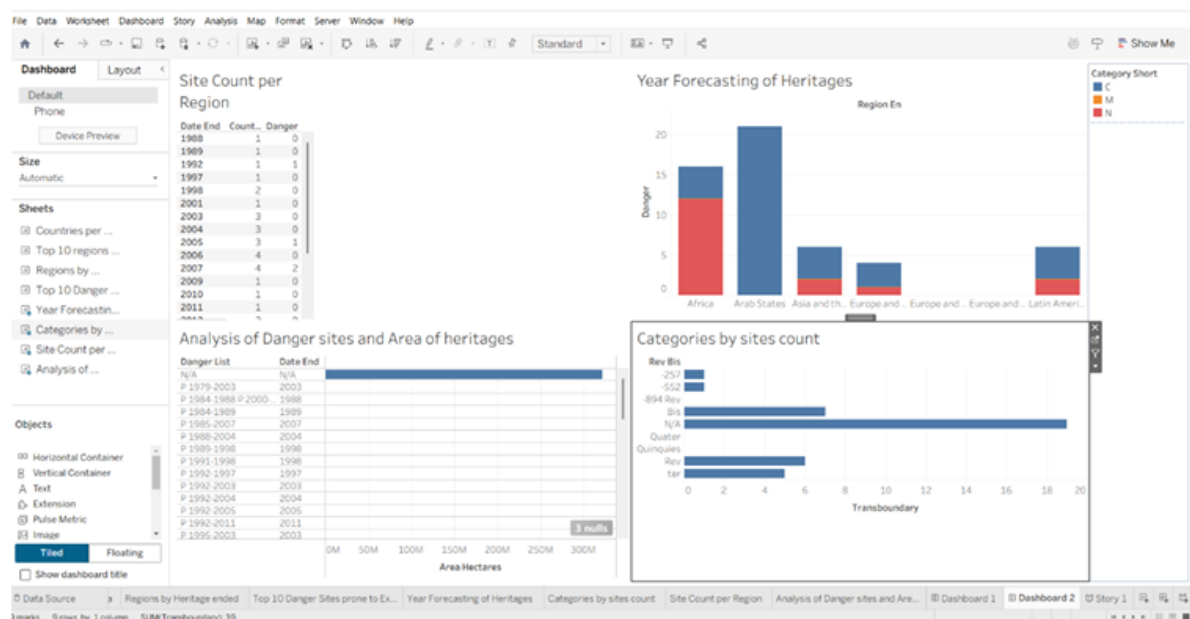 File Data Worksheet Dashboard Story Analysis Map Format Server Window Help
Standard
Show Me
Dashboard Layout
Default
Phone
Device Preview
Size
Automatic
Sheets
Countries per ...
Top 10 regions ...
Regions by ...
Top 10 Danger ...
Year Forecastin...
Categories by ...
Site Count per ...
Analysis of ...
Objects
Horizontal Container
Vertical Container
Text
Extension
Pulse Metric
Image
Tiled Floating
Show dashboard title
Site Count per
Region
Date End Count... Danger
1988 1 0
1989 1 0
1992 1 1
1997 1 0
1998 2 0
2001 1 0
2003 3 0
2004 3 0
2005 3 1
2006 4 0
2007 4 2
2009 1 0
2010 1 0
2011 1 0
Year Forecasting of Heritages
Region En
Danger
20
15
10
5
0
Africa Arab States Asia and th... Europe and ... Europe and ... Europe and ... Latin Ameri...
Category Short
C
M
N
Analysis of Danger sites and Area of heritages
Danger List Date End
N/A N/A
P 1979-2003 2003
P 1984-1988 P 2000-... 1988
P 1984-1989 1989
P 1985-2007 2007
P 1988-2004 2004
P 1989-1998 1998
P 1991-1998 1998
P 1992-1997 1997
P 1992-2003 2003
P 1992-2004 2004
P 1992-2005 2005
P 1992-2011 2011
P 1995-2003 2003
3 nulls
0M 50M 100M 150M 200M 250M 300M
Area Hectares
Categories by sites count
Rev Bis
-257
-552
-894 Rev
Bis
N/A
Quater
Quinquies
Rev
ter
0 2 4 6 8 10 12 14 16 18 20
Transboundary
Data Source Regions by Heritage ended Top 10 Danger Sites prone to Ex... Year Forecasting of Heritages Categories by sites count Site Count per Region Analysis of Danger sites and Are... Dashboard 1 Dashboard 2 Story 1
marks 9 rows by 1 column SUM(Transboundary): 39